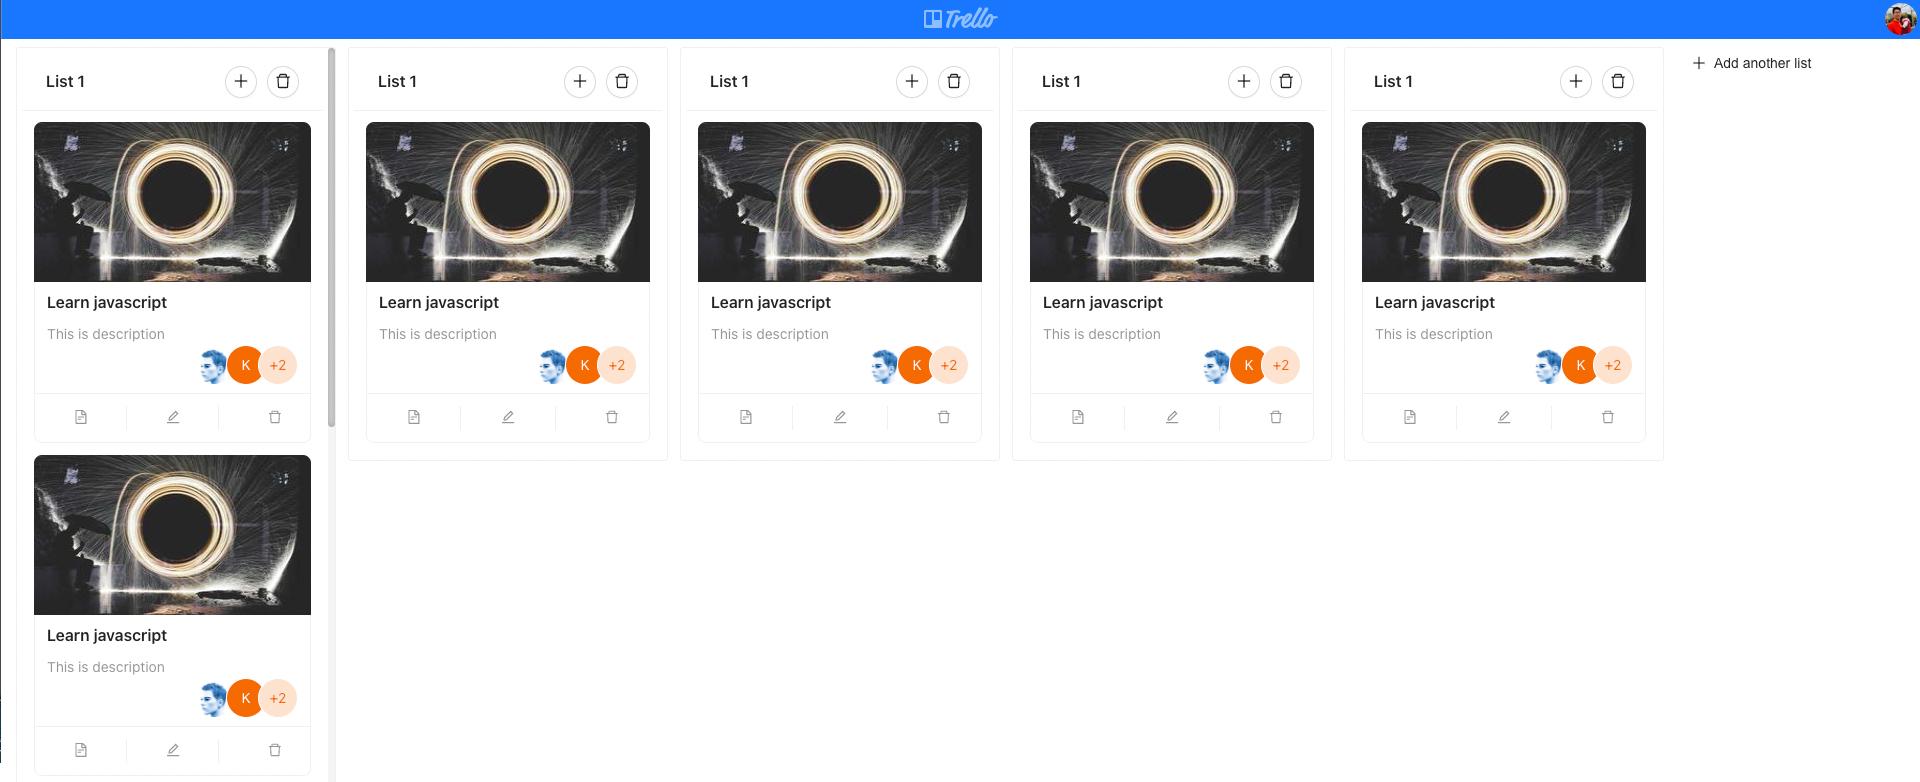 Trello
List 1
List 1
List 1
List 1
List 1
Add another list
Learn javascript
This is description
K
+2
Learn javascript
This is description
K
+2
Learn javascript
This is description
K
+2
Learn javascript
This is description
K
+2
Learn javascript
This is description
K
+2
Learn javascript
This is description
K
+2